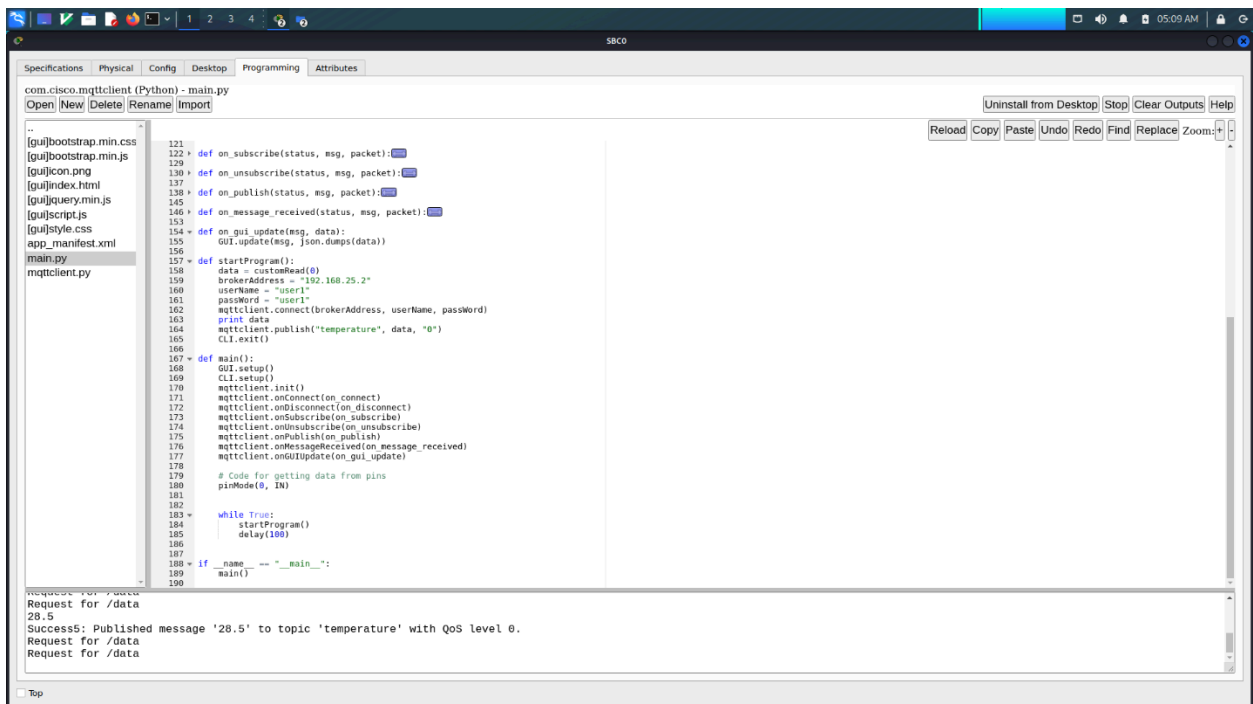 1 2 3 4
05:09 AM
SBC0
Specifications Physical Config Desktop Programming Attributes
com.cisco.mqttclient (Python) - main.py
Open New Delete Rename Import
Uninstall from Desktop Stop Clear Outputs Help
Reload Copy Paste Undo Redo Find Replace Zoom: + -
..
[gui]bootstrap.min.css
[gui]bootstrap.min.js
[gui]icon.png
[gui]index.html
[gui]jquery.min.js
[gui]script.js
[gui]style.css
app_manifest.xml
main.py
mqttclient.py
121
122 def on_subscribe(status, msg, packet):
129
130 def on_unsubscribe(status, msg, packet):
137
138 def on_publish(status, msg, packet):
145
146 def on_message_received(status, msg, packet):
153
154 def on_gui_update(msg, data):
155 GUI.update(msg, json.dumps(data))
156
157 def startProgram():
158 data = customRead(0)
159 brokerAddress = "192.168.25.2"
160 userName = "user1"
161 passWord = "user1"
162 mqttclient.connect(brokerAddress, userName, passWord)
163 print data
164 mqttclient.publish("temperature", data, "0")
165 CLI.exit()
166
167 def main():
168 GUI.setup()
169 CLI.setup()
170 mqttclient.init()
171 mqttclient.onConnect(on_connect)
172 mqttclient.onDisconnect(on_disconnect)
173 mqttclient.onSubscribe(on_subscribe)
174 mqttclient.onUnsubscribe(on_unsubscribe)
175 mqttclient.onPublish(on_publish)
176 mqttclient.onMessageReceived(on_message_received)
177 mqttclient.onGUIUpdate(on_gui_update)
178
179 # Code for getting data from pins
180 pinMode(0, IN)
181
182
183 while True:
184 startProgram()
185 delay(100)
186
187
188 if __name__ == "__main__":
189 main()
190
Request for /data
Request for /data
28.5
Success5: Published message '28.5' to topic 'temperature' with QoS level 0.
Request for /data
Request for /data
Top